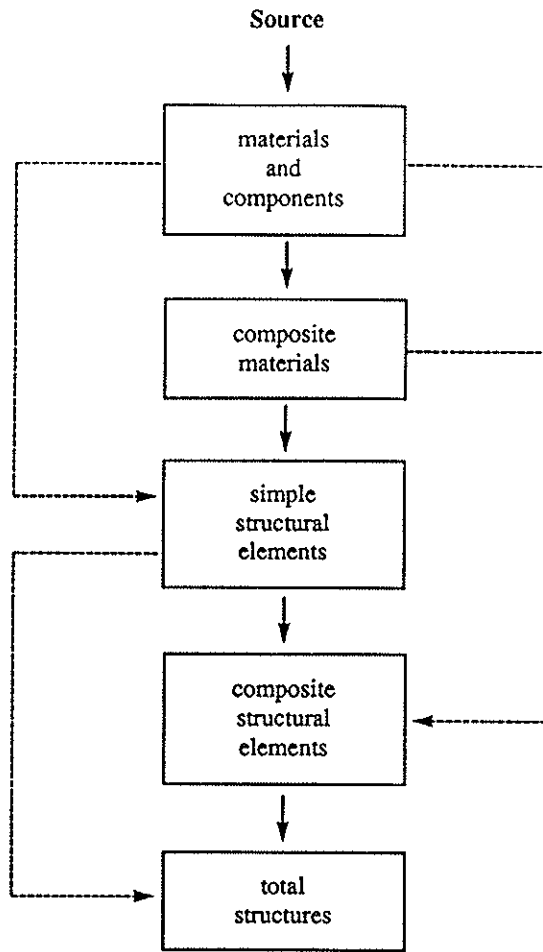 Source
materials
and
components
composite
materials
simple
structural
elements
composite
structural
elements
total
structures